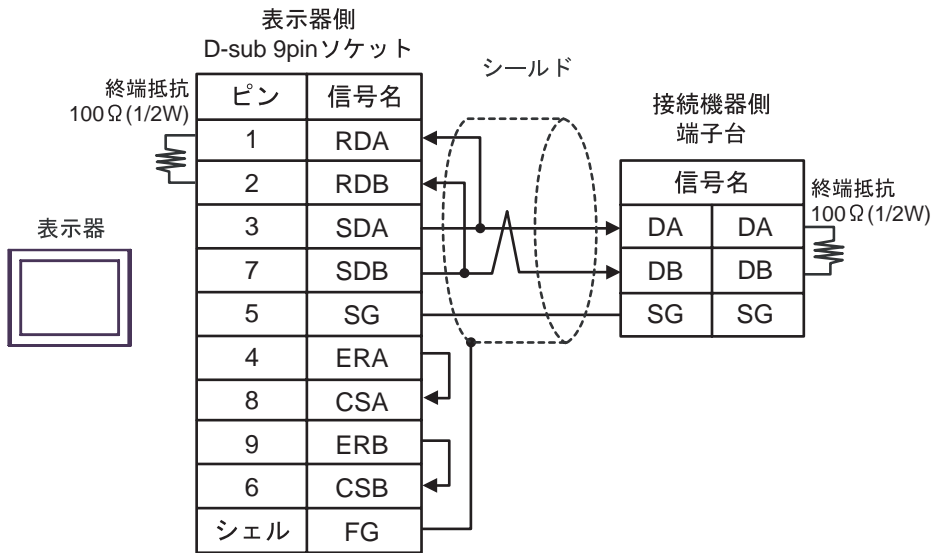 表示器側
D-sub 9pinソケット
シールド
終端抵抗
100Ω(1/2W)
ピン 信号名
1 RDA
2 RDB
3 SDA
7 SDB
5 SG
4 ERA
8 CSA
9 ERB
6 CSB
シェル FG
表示器
接続機器側
端子台
信号名
DA DA
DB DB
SG SG
終端抵抗
100Ω(1/2W)